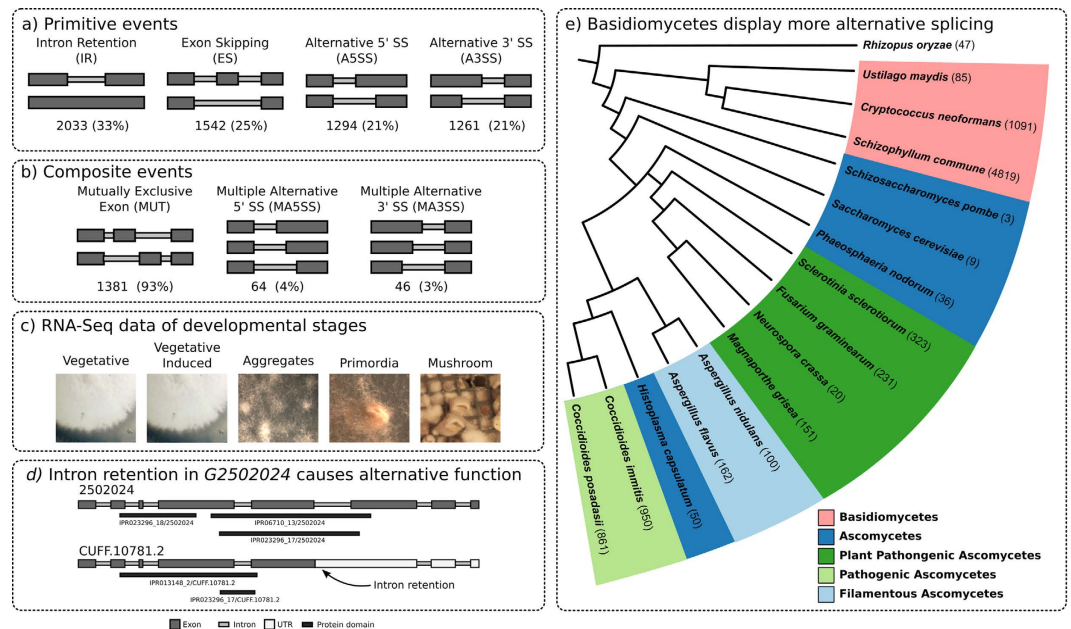 a) Primitive events
Intron Retention
(IR)
2033 (33%)
Exon Skipping
(ES)
1542 (25%)
Alternative 5' SS
(A5SS)
1294 (21%)
Alternative 3' SS
(A3SS)
1261 (21%)
b) Composite events
Mutually Exclusive
Exon (MUT)
1381 (93%)
Multiple Alternative
5' SS (MA5SS)
64 (4%)
Multiple Alternative
3' SS (MA3SS)
46 (3%)
c) RNA-Seq data of developmental stages
Vegetative
Vegetative
Induced
Aggregates
Primordia
Mushroom
d) Intron retention in G2502024 causes alternative function
2502024
IPR023296_18/2502024
IPR06710_13/2502024
IPR023296_17/2502024
CUFF.10781.2
Intron retention
IPR013148_2/CUFF.10781.2
IPR023296_17/CUFF.10781.2
Exon
Intron
UTR
Protein domain
e) Basidiomycetes display more alternative splicing
Rhizopus oryzae (47)
Ustilago maydis (85)
Cryptococcus neoformans (1091)
Schizophyllum commune (4819)
Schizosaccharomyces pombe (3)
Saccharomyces cerevisiae (9)
Phaeosphaeria nodorum (36)
Sclerotinia sclerotiorum (323)
Fusarium graminearum (231)
Neurospora crassa (20)
Magnaporthe grisea (151)
Aspergillus nidulans (100)
Aspergillus flavus (162)
Histoplasma capsulatum (50)
Coccidioides immitis (950)
Coccidioides posadasii (861)
Basidiomycetes
Ascomycetes
Plant Pathogenic Ascomycetes
Pathogenic Ascomycetes
Filamentous Ascomycetes